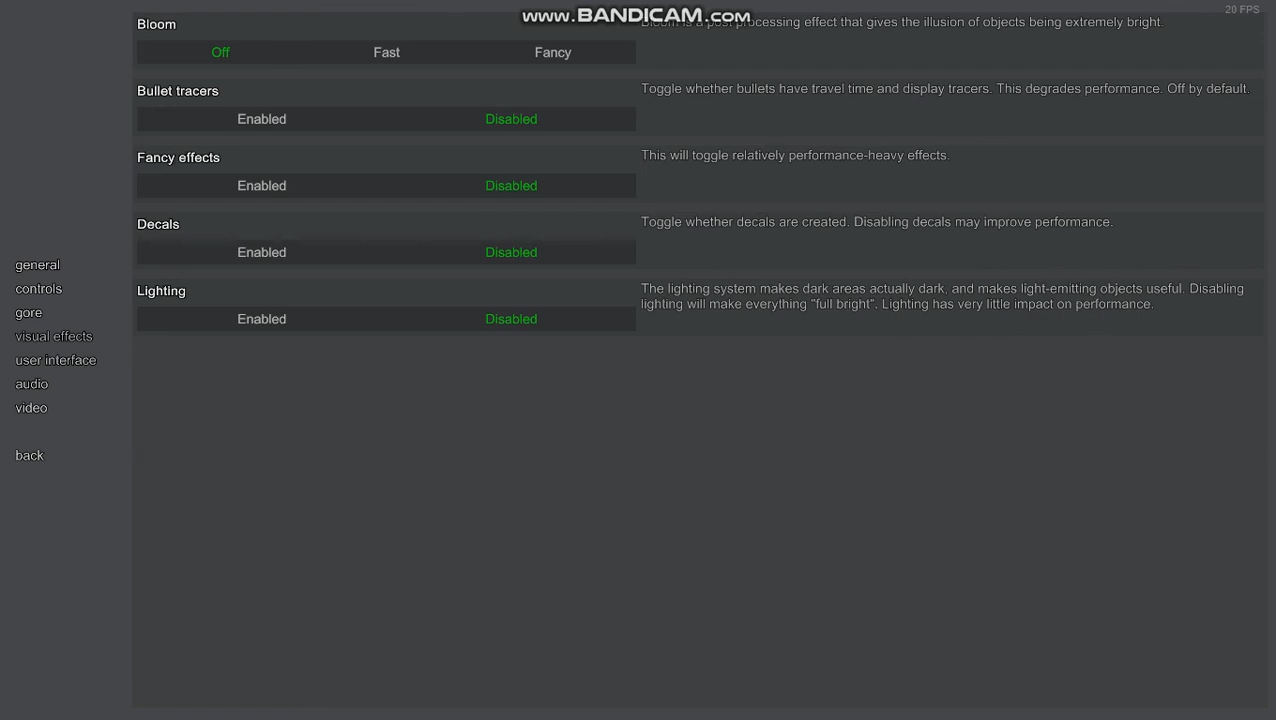 www.BANDICAM.com
20 FPS
Bloom
Bloom is a post processing effect that gives the illusion of objects being extremely bright.
Off Fast Fancy
Bullet tracers
Toggle whether bullets have travel time and display tracers. This degrades performance. Off by default.
Enabled Disabled
Fancy effects
This will toggle relatively performance-heavy effects.
Enabled Disabled
Decals
Toggle whether decals are created. Disabling decals may improve performance.
Enabled Disabled
Lighting
The lighting system makes dark areas actually dark, and makes light-emitting objects useful. Disabling
lighting will make everything "full bright". Lighting has very little impact on performance.
Enabled Disabled
general
controls
gore
visual effects
user interface
audio
video
back